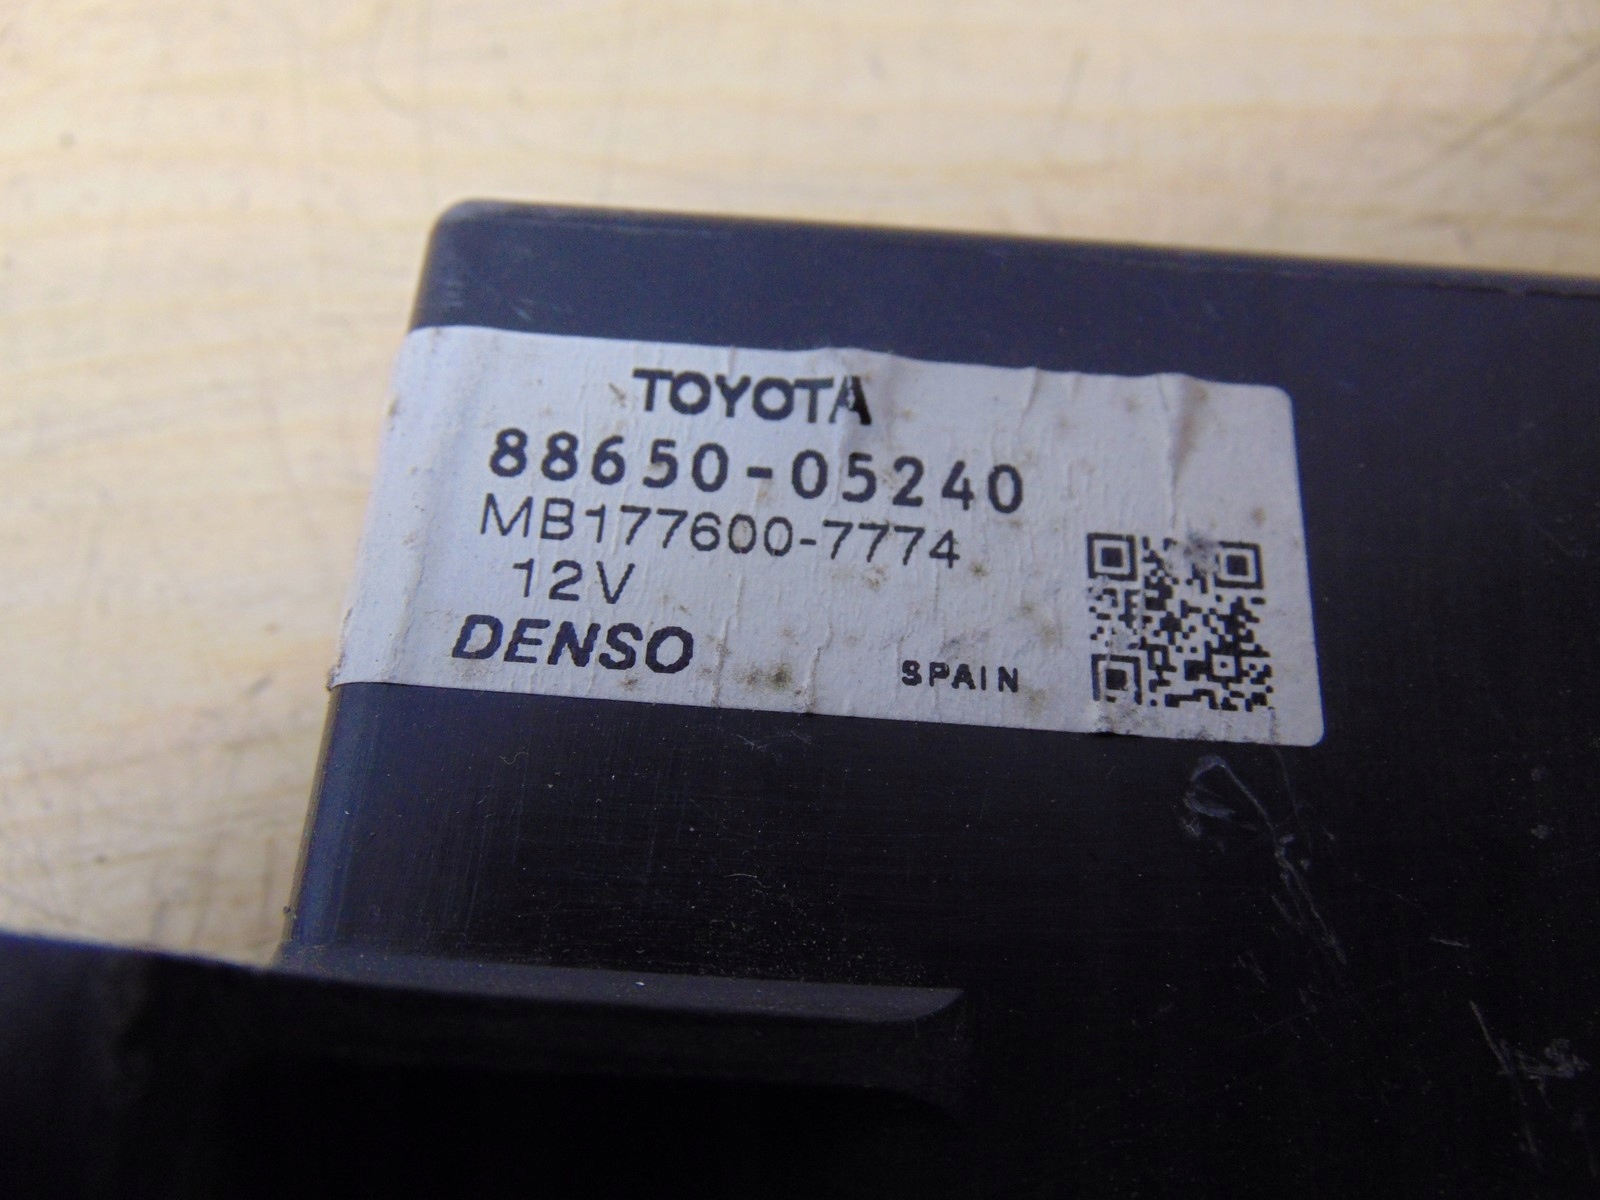 TOYOTA
88650-05240
MB177600-7774
12V
DENSO
SPAIN